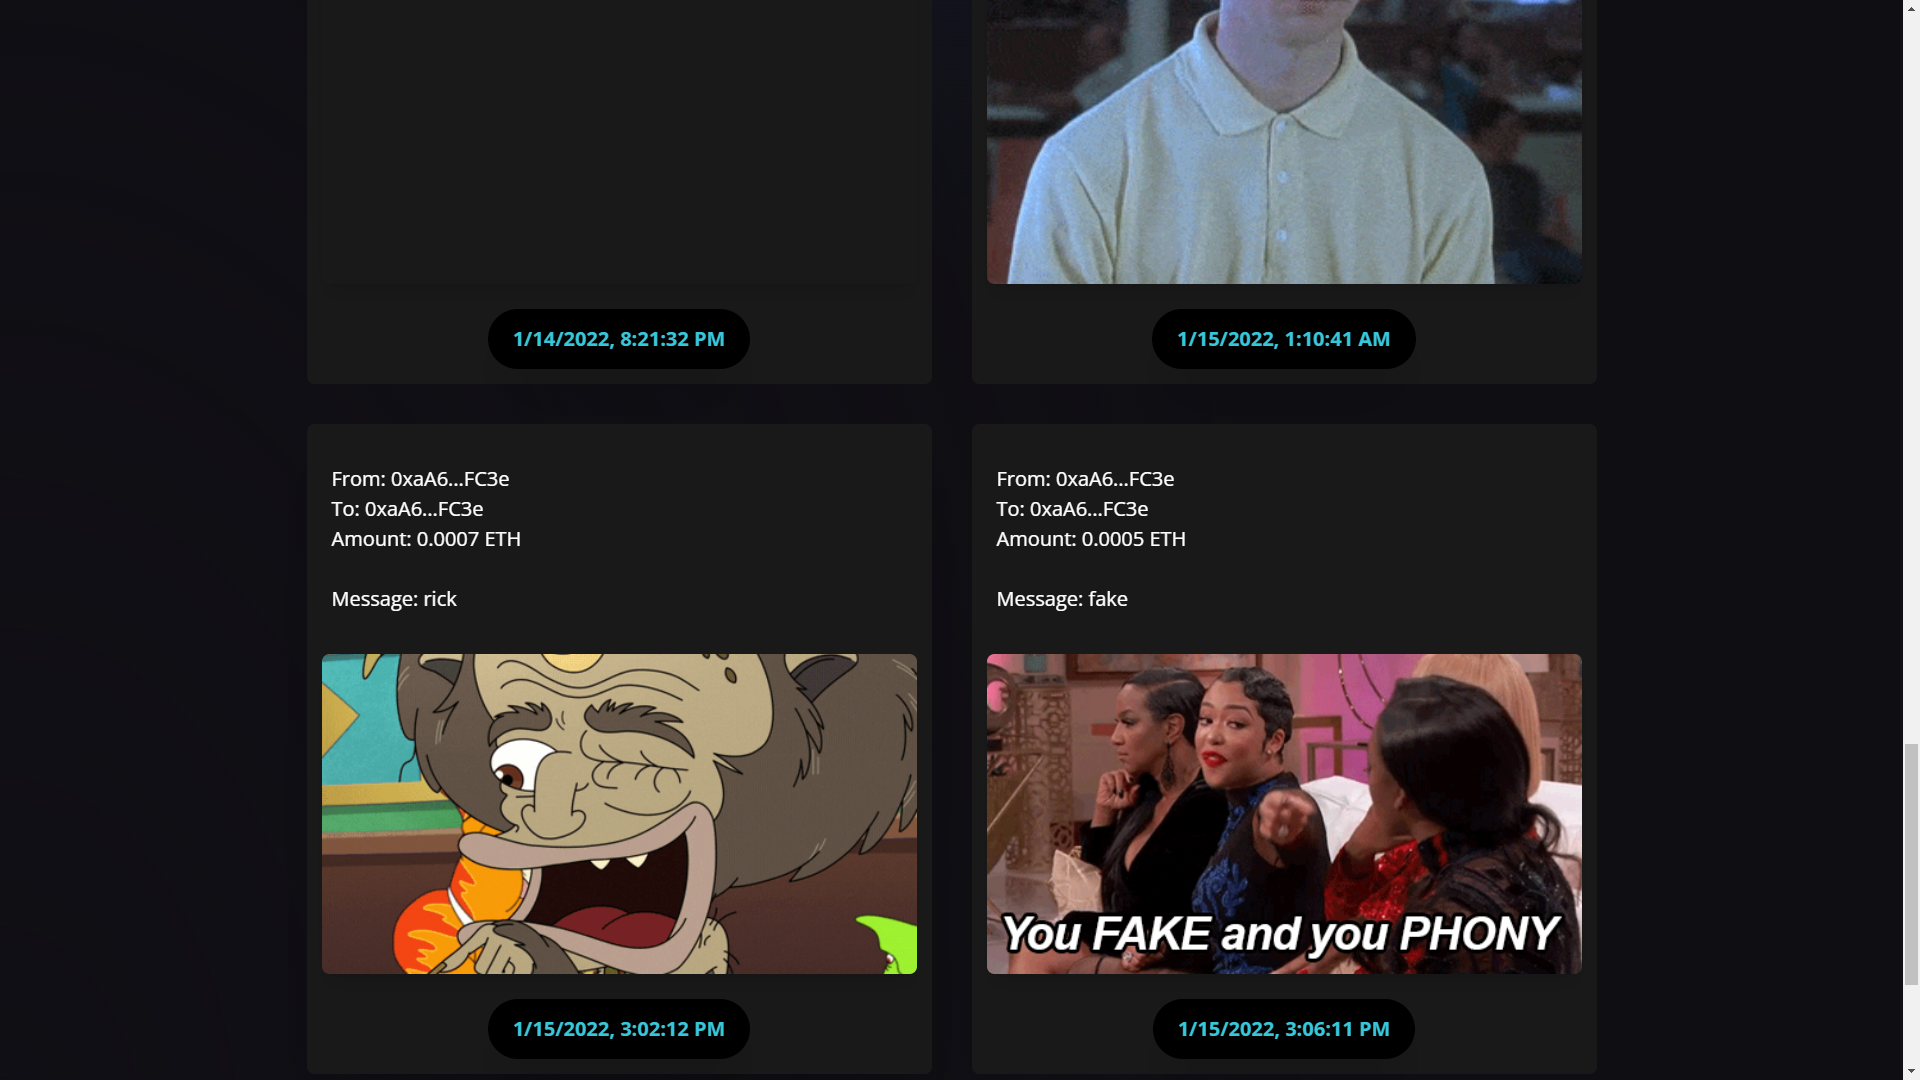 1/14/2022, 8:21:32 PM
1/15/2022, 1:10:41 AM
From: 0xaA6...FC3e
To: 0xaA6...FC3e
Amount: 0.0007 ETH
Message: rick
1/15/2022, 3:02:12 PM
From: 0xaA6...FC3e
To: 0xaA6...FC3e
Amount: 0.0005 ETH
Message: fake
You FAKE and you PHONY
1/15/2022, 3:06:11 PM